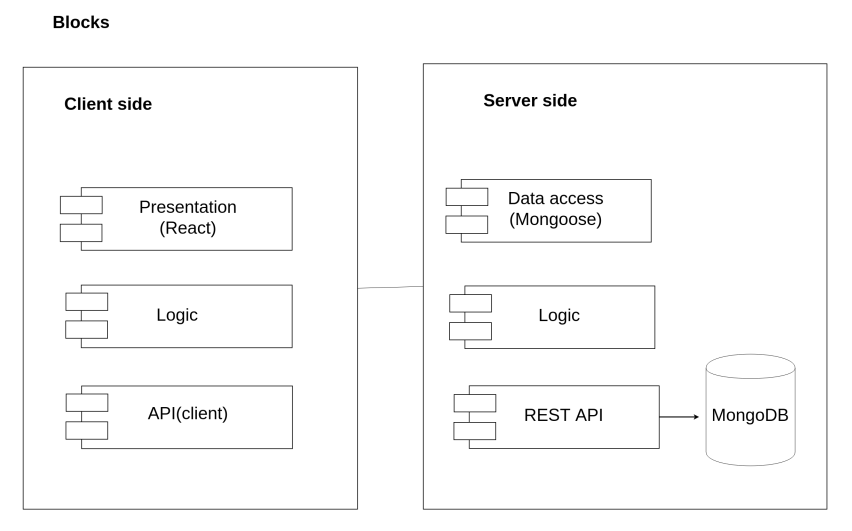 Blocks
Client side
Presentation
(React)
Logic
API(client)
Server side
Data access
(Mongoose)
Logic
REST API
MongoDB